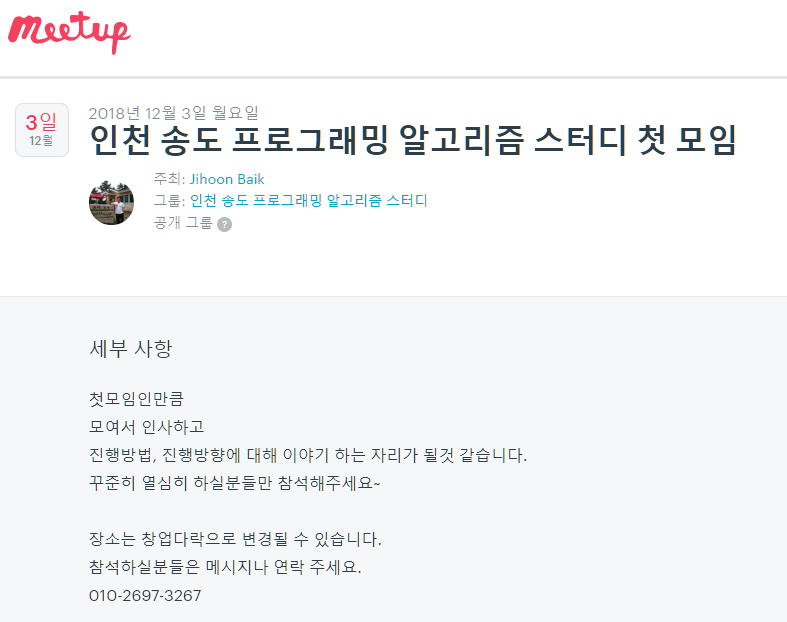 meetup
3일
12월
2018년 12월 3일 월요일
인천 송도 프로그래밍 알고리즘 스터디 첫 모임
주최: Jihoon Baik
그룹: 인천 송도 프로그래밍 알고리즘 스터디
공개 그룹 ?
세부 사항
첫모임인만큼
모여서 인사하고
진행방법, 진행방향에 대해 이야기 하는 자리가 될것 같습니다.
꾸준히 열심히 하실분들만 참석해주세요~
장소는 창업다락으로 변경될 수 있습니다.
참석하실분들은 메시지나 연락 주세요.
010-2697-3267